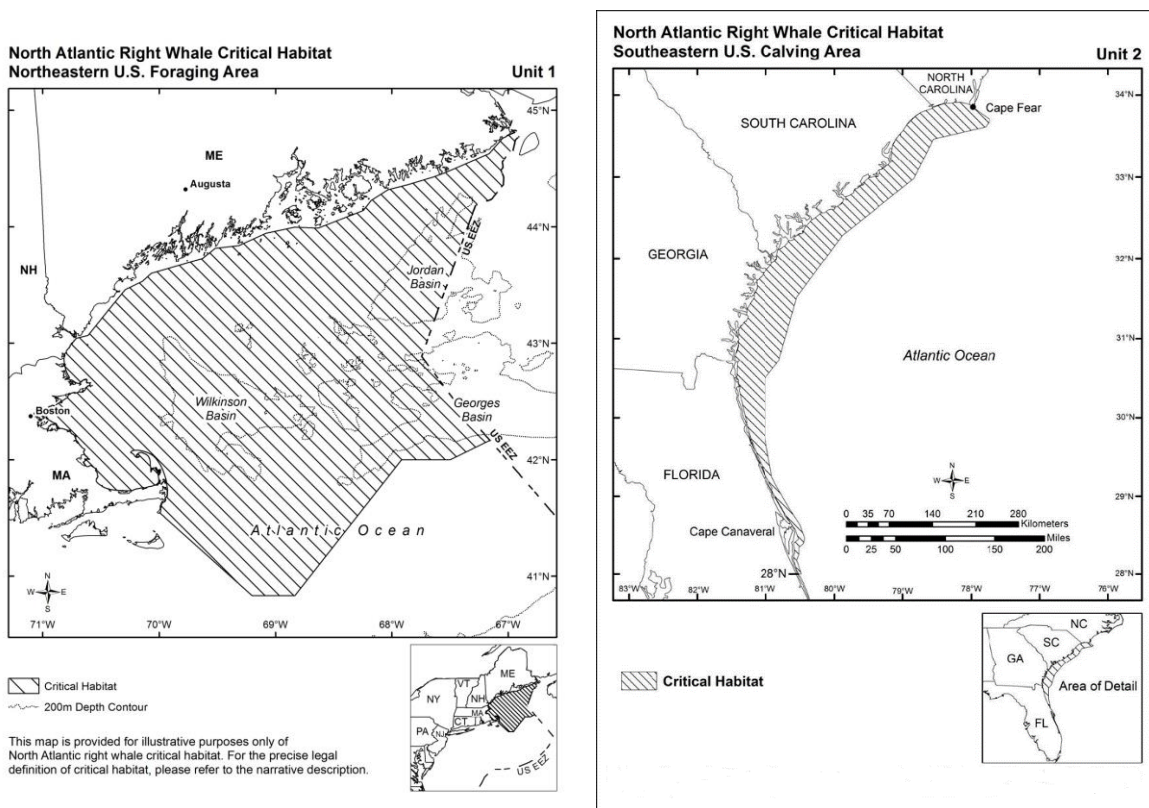 North Atlantic Right Whale Critical Habitat
Northeastern U.S. Foraging Area
Unit 1
45°N
ME
Augusta
44°N
US EEZ
NH
Jordan
Basin
43°N
Wilkinson
Basin
Georges
Basin
Boston
US EEZ
42°N
MA
Atlantic Ocean
41°N
N
W E
S
71°W 70°W 69°W 68°W 67°W
Critical Habitat
200m Depth Contour
This map is provided for illustrative purposes only of
North Atlantic right whale critical habitat. For the precise legal
definition of critical habitat, please refer to the narrative description.
ME
VT
NH
NY
MA
CT
PA
NJ
US EEZ
North Atlantic Right Whale Critical Habitat
Southeastern U.S. Calving Area
Unit 2
NORTH
CAROLINA
34°N
Cape Fear
SOUTH CAROLINA
33°N
GEORGIA
32°N
31°N
Atlantic Ocean
30°N
FLORIDA
N
W E
S
29°N
Cape Canaveral
0 35 70 140 210 280
Kilometers
Miles
0 25 50 100 150 200
28°N
28°N
83°W 82°W 81°W 80°W 79°W 78°W 77°W 76°W
Critical Habitat
NC
SC
GA
Area of Detail
FL